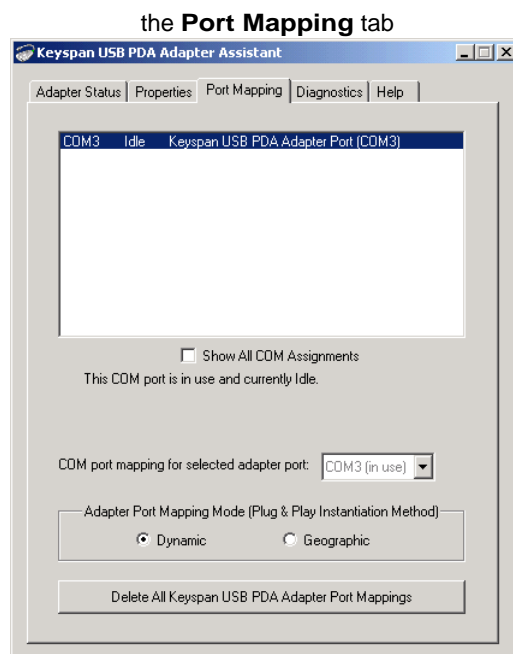 the Port Mapping tab
Keyspan USB PDA Adapter Assistant
Adapter Status Properties Port Mapping Diagnostics Help
COM3 Idle Keyspan USB PDA Adapter Port (COM3)
Show All COM Assignments
This COM port is in use and currently Idle.
COM port mapping for selected adapter port: COM3 (in use)
Adapter Port Mapping Mode (Plug & Play Instantiation Method)
Dynamic Geographic
Delete All Keyspan USB PDA Adapter Port Mappings